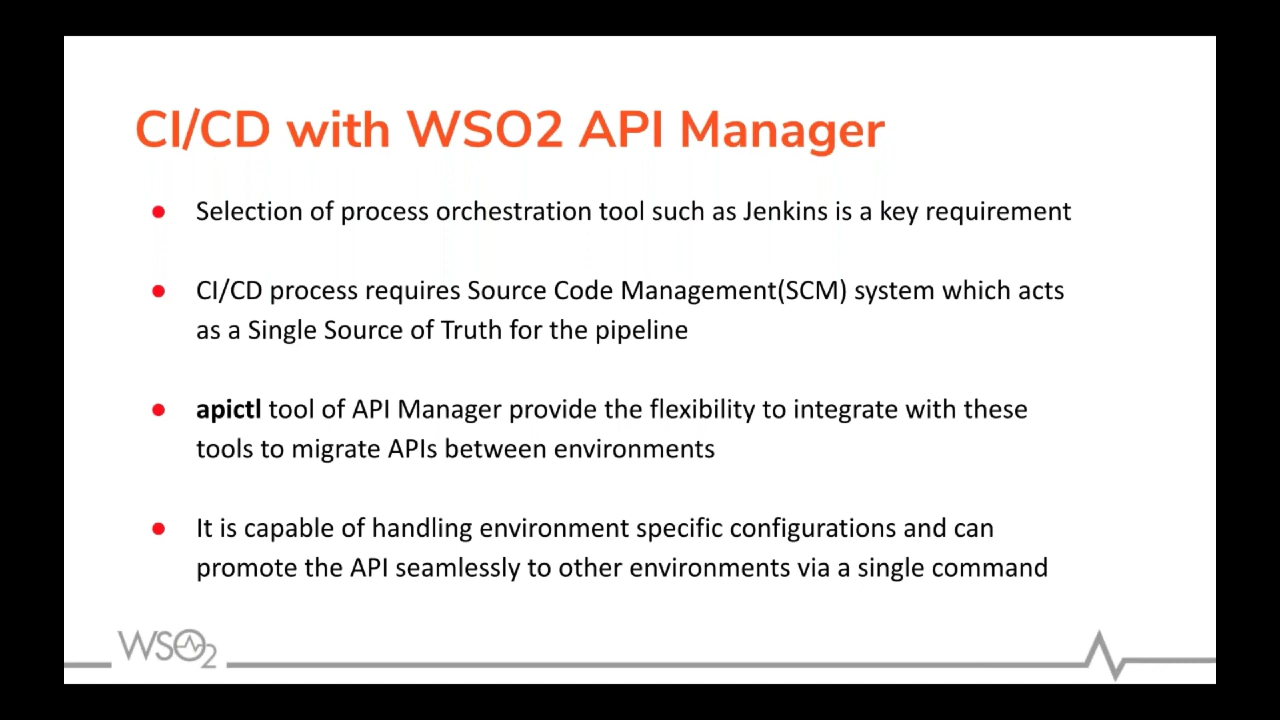 CI/CD with WSO2 API Manager
● Selection of process orchestration tool such as Jenkins is a key requirement
● CI/CD process requires Source Code Management(SCM) system which acts
as a Single Source of Truth for the pipeline
● apictl tool of API Manager provide the flexibility to integrate with these
tools to migrate APIs between environments
● It is capable of handling environment specific configurations and can
promote the API seamlessly to other environments via a single command
WSO2